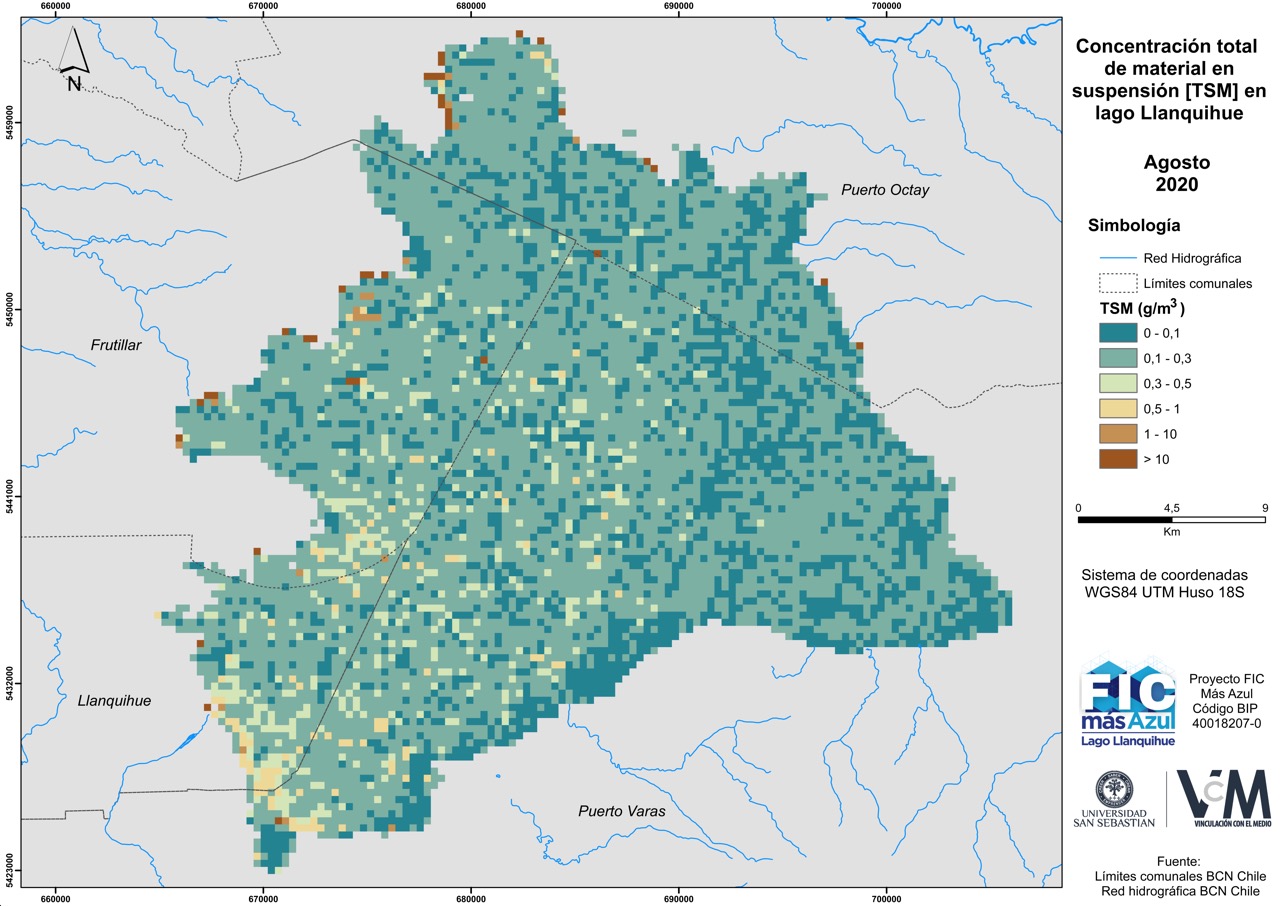 660000
670000
680000
690000
700000
N
5459000
5450000
5441000
5432000
5423000
Puerto Octay
Frutillar
Llanquihue
Puerto Varas
660000
670000
680000
690000
700000
Concentración total
de material en
suspensión [TSM] en
lago Llanquihue
Agosto
2020
Simbología
Red Hidrográfica
Límites comunales
TSM (g/m³)
0 - 0,1
0,1 - 0,3
0,3 - 0,5
0,5 - 1
1 - 10
> 10
0 4,5 9
Km
Sistema de coordenadas
WGS84 UTM Huso 18S
FIC
más Azul
Lago Llanquihue
Proyecto FIC
Más Azul
Código BIP
40018207-0
UNIVERSIDAD
SAN SEBASTIAN
VcM
VINCULACIÓN CON EL MEDIO
Fuente:
Límites comunales BCN Chile
Red hidrográfica BCN Chile